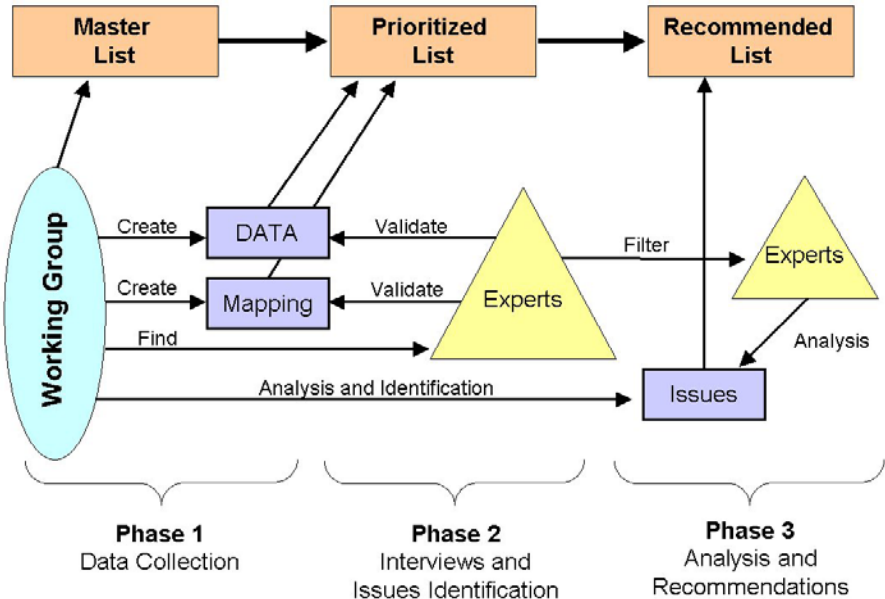 Master
List
Prioritized
List
Recommended
List
Working Group
Create
DATA
Validate
Create
Mapping
Validate
Experts
Filter
Experts
Find
Analysis
Analysis and Identification
Issues
Phase 1
Data Collection
Phase 2
Interviews and
Issues Identification
Phase 3
Analysis and
Recommendations